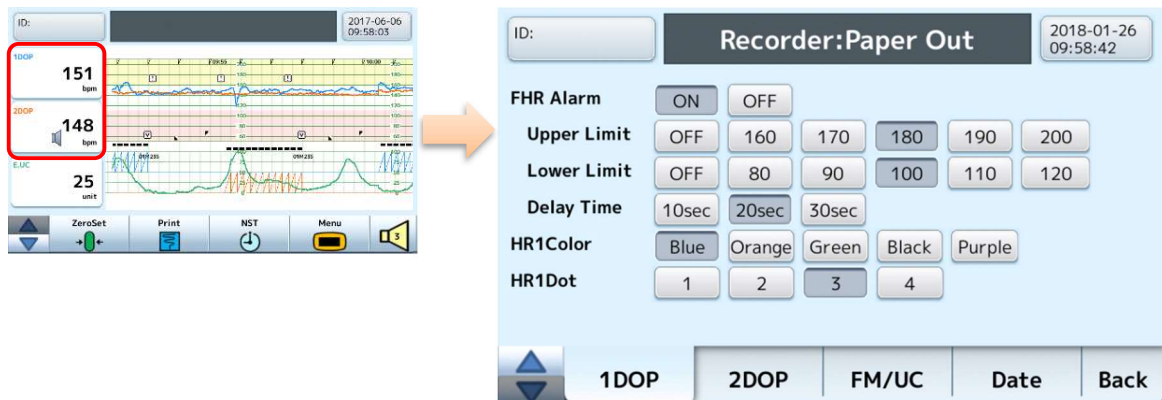 ID:
2017-06-06
09:58:03
1DOP
151
bpm
2DOP
148
bpm
E.UC
25
unit
ZeroSet
Print
NST
Menu
3
ID:
Recorder:Paper Out
2018-01-26
09:58:42
FHR Alarm ON OFF
Upper Limit OFF 160 170 180 190 200
Lower Limit OFF 80 90 100 110 120
Delay Time 10sec 20sec 30sec
HR1Color Blue Orange Green Black Purple
HR1Dot 1 2 3 4
1DOP 2DOP FM/UC Date Back